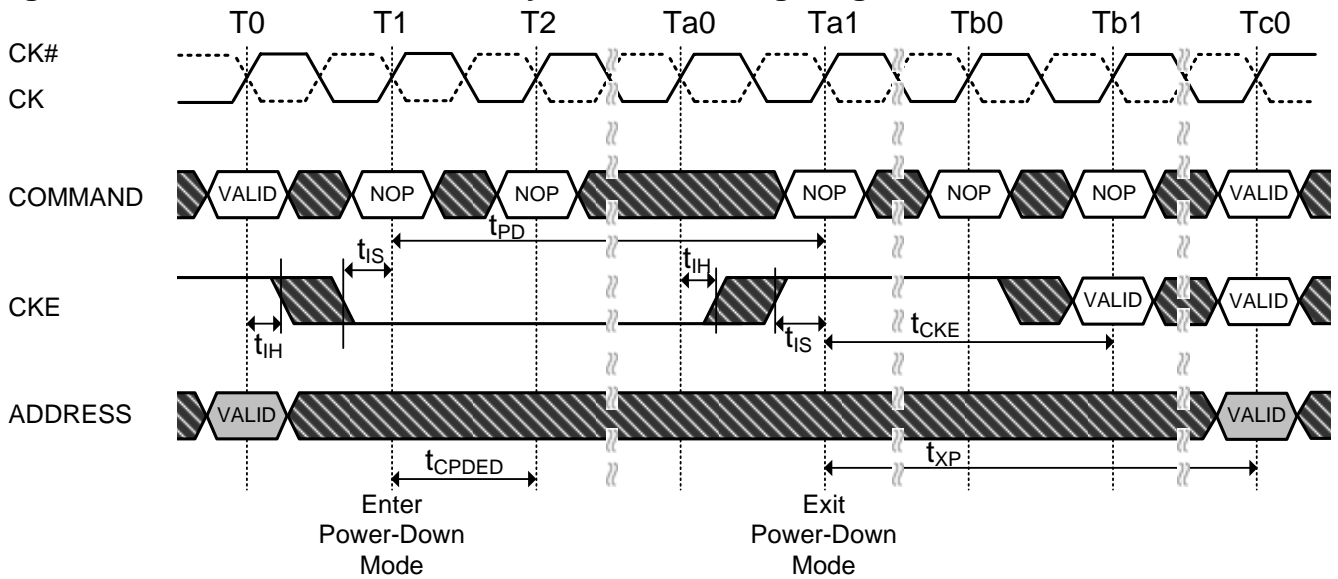 T0 T1 T2 Ta0 Ta1 Tb0 Tb1 Tc0
CK#
CK
COMMAND VALID NOP NOP NOP NOP NOP VALID
tPD
tIS tIH
CKE VALID VALID
tIH tIS tCKE
ADDRESS VALID VALID
tCPDED tXP
Enter
Power-Down
Mode
Exit
Power-Down
Mode